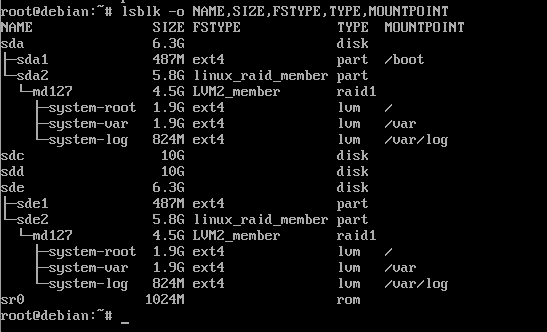 root@debian:~# lsblk -o NAME,SIZE,FSTYPE,TYPE,MOUNTPOINT
NAME                  SIZE FSTYPE            TYPE  MOUNTPOINT
sda                   6.3G                   disk
├─sda1                487M ext4              part  /boot
└─sda2                5.8G linux_raid_member part
  └─md127             4.5G LVM2_member       raid1
    ├─system-root     1.9G ext4              lvm   /
    ├─system-var      1.9G ext4              lvm   /var
    └─system-log      824M ext4              lvm   /var/log
sdc                    10G                   disk
sdd                    10G                   disk
sde                   6.3G                   disk
├─sde1                487M ext4              part
└─sde2                5.8G linux_raid_member part
  └─md127             4.5G LVM2_member       raid1
    ├─system-root     1.9G ext4              lvm   /
    ├─system-var      1.9G ext4              lvm   /var
    └─system-log      824M ext4              lvm   /var/log
sr0                  1024M                   rom
root@debian:~# _